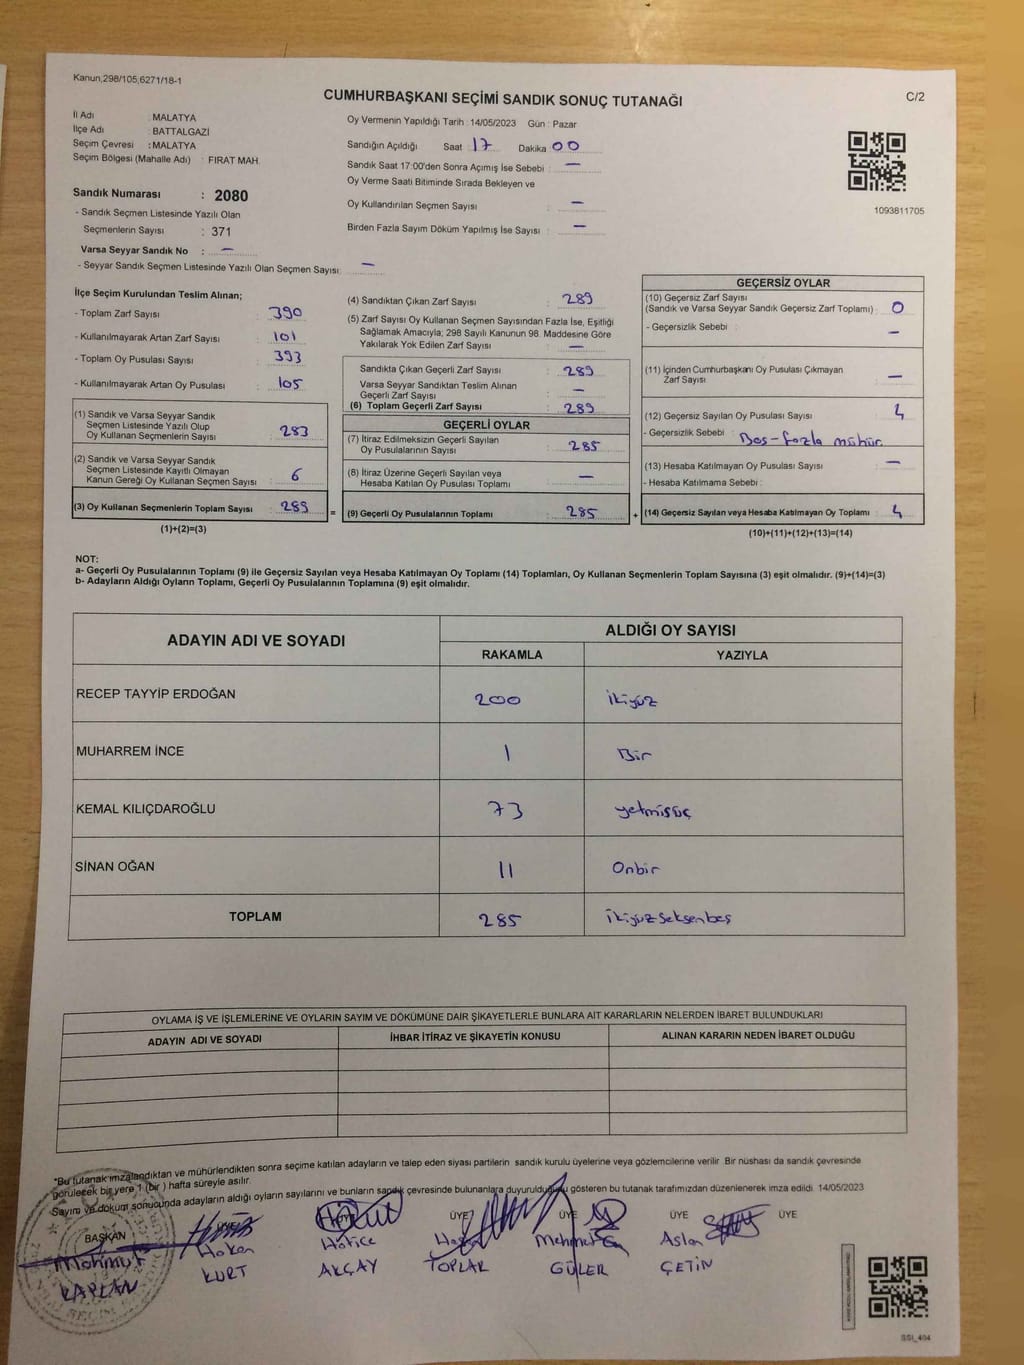 Kanun;298/105;6271/18-1
CUMHURBAŞKANI SEÇİMİ SANDIK SONUÇ TUTANAĞI
C/2
İl Adı : MALATYA
İlçe Adı : BATTALGAZİ
Seçim Çevresi : MALATYA
Seçim Bölgesi (Mahalle Adı) : FIRAT MAH.
Sandık Numarası : 2080
- Sandık Seçmen Listesinde Yazılı Olan
Seçmenlerin Sayısı : 371
Varsa Seyyar Sandık No : —
- Seyyar Sandık Seçmen Listesinde Yazılı Olan Seçmen Sayısı: —
Oy Vermenin Yapıldığı Tarih : 14/05/2023 Gün : Pazar
Sandığın Açıldığı Saat 17 Dakika 00
Sandık Saat 17:00'den Sonra Açımış İse Sebebi : —
Oy Verme Saati Bitiminde Sırada Bekleyen ve
Oy Kullandırılan Seçmen Sayısı : —
Birden Fazla Sayım Döküm Yapılmış İse Sayısı : —
1093811705
İlçe Seçim Kurulundan Teslim Alınan;
- Toplam Zarf Sayısı : 390
- Kullanılmayarak Artan Zarf Sayısı : 101
- Toplam Oy Pusulası Sayısı : 393
- Kullanılmayarak Artan Oy Pusulası : 105
(1) Sandık ve Varsa Seyyar Sandık
Seçmen Listesinde Yazılı Olup
Oy Kullanan Seçmenlerin Sayısı : 283
(2) Sandık ve Varsa Seyyar Sandık
Seçmen Listesinde Kayıtlı Olmayan
Kanun Gereği Oy Kullanan Seçmen Sayısı : 6
(3) Oy Kullanan Seçmenlerin Toplam Sayısı : 289
(1)+(2)=(3)
=
(4) Sandıktan Çıkan Zarf Sayısı : 289
(5) Zarf Sayısı Oy Kullanan Seçmen Sayısından Fazla İse, Eşitliği
Sağlamak Amacıyla; 298 Sayılı Kanunun 98. Maddesine Göre
Yakılarak Yok Edilen Zarf Sayısı : —
Sandıkta Çıkan Geçerli Zarf Sayısı : 289
Varsa Seyyar Sandıktan Teslim Alınan
Geçerli Zarf Sayısı : —
(6) Toplam Geçerli Zarf Sayısı : 289
GEÇERLİ OYLAR
(7) İtiraz Edilmeksizin Geçerli Sayılan
Oy Pusulalarının Sayısı : 285
(8) İtiraz Üzerine Geçerli Sayılan veya
Hesaba Katılan Oy Pusulası Toplamı : —
(9) Geçerli Oy Pusulalarının Toplamı : 285
+
GEÇERSİZ OYLAR
(10) Geçersiz Zarf Sayısı
(Sandık ve Varsa Seyyar Sandık Geçersiz Zarf Toplamı) : 0
- Geçersizlik Sebebi : —
(11) İçinden Cumhurbaşkanı Oy Pusulası Çıkmayan
Zarf Sayısı : —
(12) Geçersiz Sayılan Oy Pusulası Sayısı : 4
- Geçersizlik Sebebi : Boş-fazla mühür.
(13) Hesaba Katılmayan Oy Pusulası Sayısı : —
- Hesaba Katılmama Sebebi :
(14) Geçersiz Sayılan veya Hesaba Katılmayan Oy Toplamı : 4
(10)+(11)+(12)+(13)=(14)
NOT:
a- Geçerli Oy Pusulalarının Toplamı (9) ile Geçersiz Sayılan veya Hesaba Katılmayan Oy Toplamı (14) Toplamları, Oy Kullanan Seçmenlerin Toplam Sayısına (3) eşit olmalıdır. (9)+(14)=(3)
b- Adayların Aldığı Oyların Toplamı, Geçerli Oy Pusulalarının Toplamına (9) eşit olmalıdır.
ADAYIN ADI VE SOYADI ALDIĞI OY SAYISI
RAKAMLA YAZIYLA
RECEP TAYYİP ERDOĞAN 200 ikiyüz
MUHARREM İNCE 1 Bir
KEMAL KILIÇDAROĞLU 73 yetmişüç
SİNAN OĞAN 11 Onbir
TOPLAM 285 ikiyüzseksenbeş
OYLAMA İŞ VE İŞLEMLERİNE VE OYLARIN SAYIM VE DÖKÜMÜNE DAİR ŞİKAYETLERLE BUNLARA AİT KARARLARIN NELERDEN İBARET BULUNDUKLARI
ADAYIN ADI VE SOYADI İHBAR İTİRAZ VE ŞİKAYETİN KONUSU ALINAN KARARIN NEDEN İBARET OLDUĞU
"Bu tutanak imzalandıktan ve mühürlendikten sonra seçime katılan adayların ve talep eden siyasi partilerin sandık kurulu üyelerine veya gözlemcilerine verilir. Bir nüshası da sandık çevresinde
görülecek bir yere 1 (bir ) hafta süreyle asılır.
Sayım ve döküm sonucunda adayların aldığı oyların sayılarını ve bunların sandık çevresinde bulunanlara duyurulduğunu gösteren bu tutanak tarafımızdan düzenlenerek imza edildi. 14/05/2023
BAŞKAN ÜYE ÜYE ÜYE ÜYE ÜYE ÜYE
Mahmut Hakan Hatice Mehmet Aslan
KAPLAN KURT AKÇAY TOPLAR GÜLER ÇETİN
SSI_404